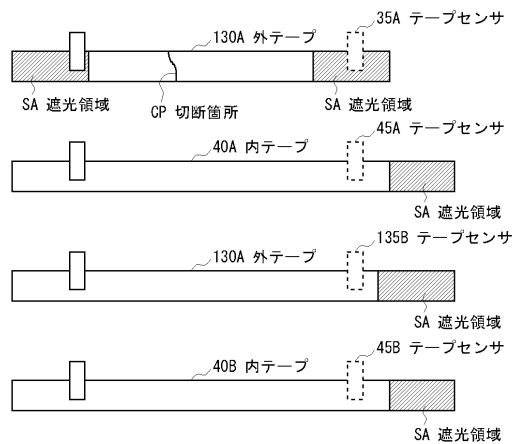 35A テープセンサ
130A 外テープ
SA 遮光領域
CP 切断箇所
SA 遮光領域
45A テープセンサ
40A 内テープ
SA 遮光領域
135B テープセンサ
130A 外テープ
SA 遮光領域
45B テープセンサ
40B 内テープ
SA 遮光領域